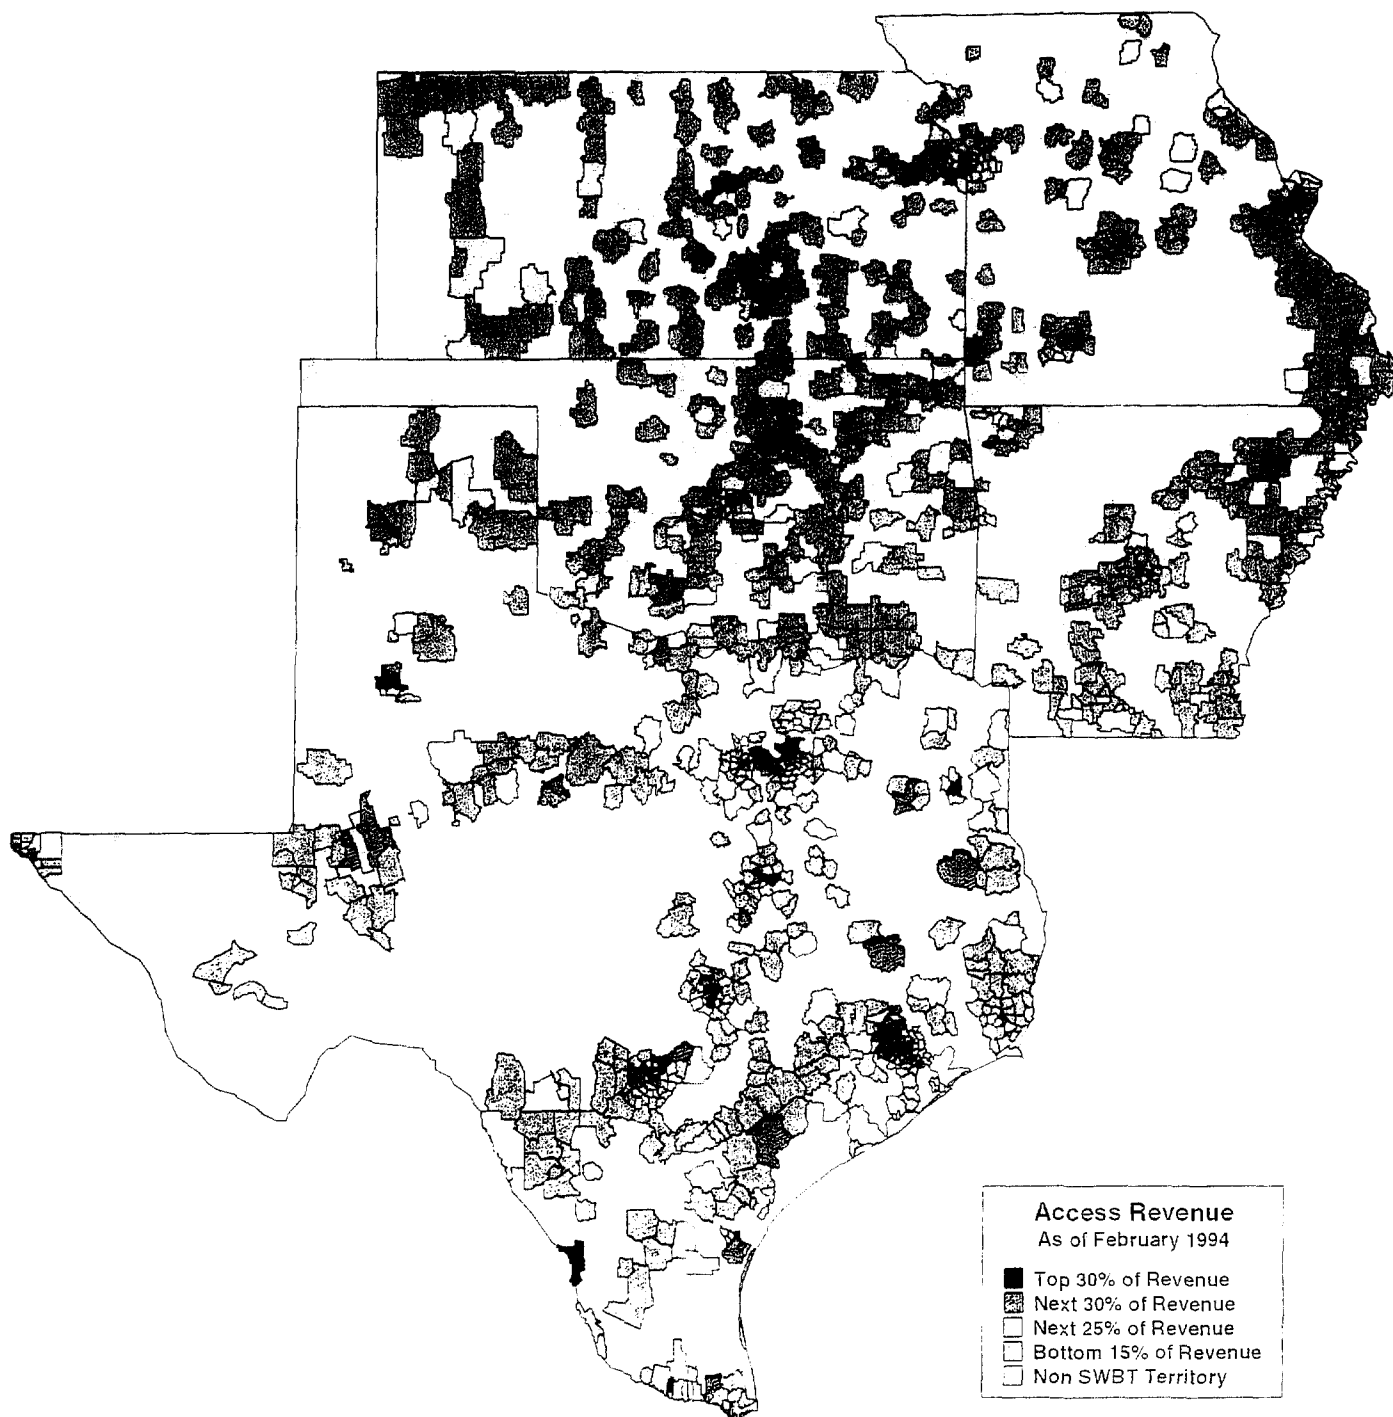 Access Revenue
As of February 1994
Top 30% of Revenue
Next 30% of Revenue
Next 25% of Revenue
Bottom 15% of Revenue
Non SWBT Territory